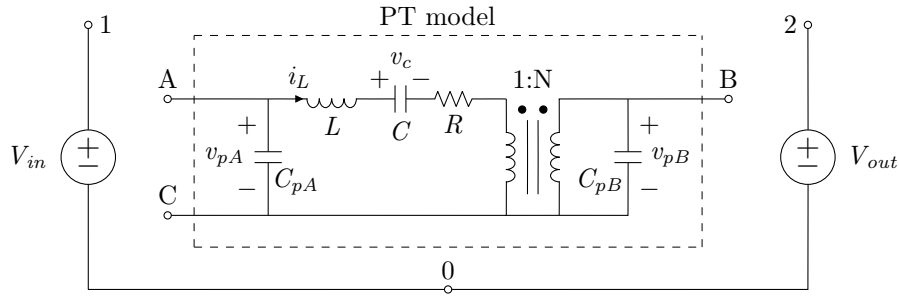 PT model
1
2
A
i_L
+ v_c −
1:N
B
L
C
R
V_in
+
−
+
v_pA
−
C_pA
C_pB
+
v_pB
−
+
−
V_out
C
0